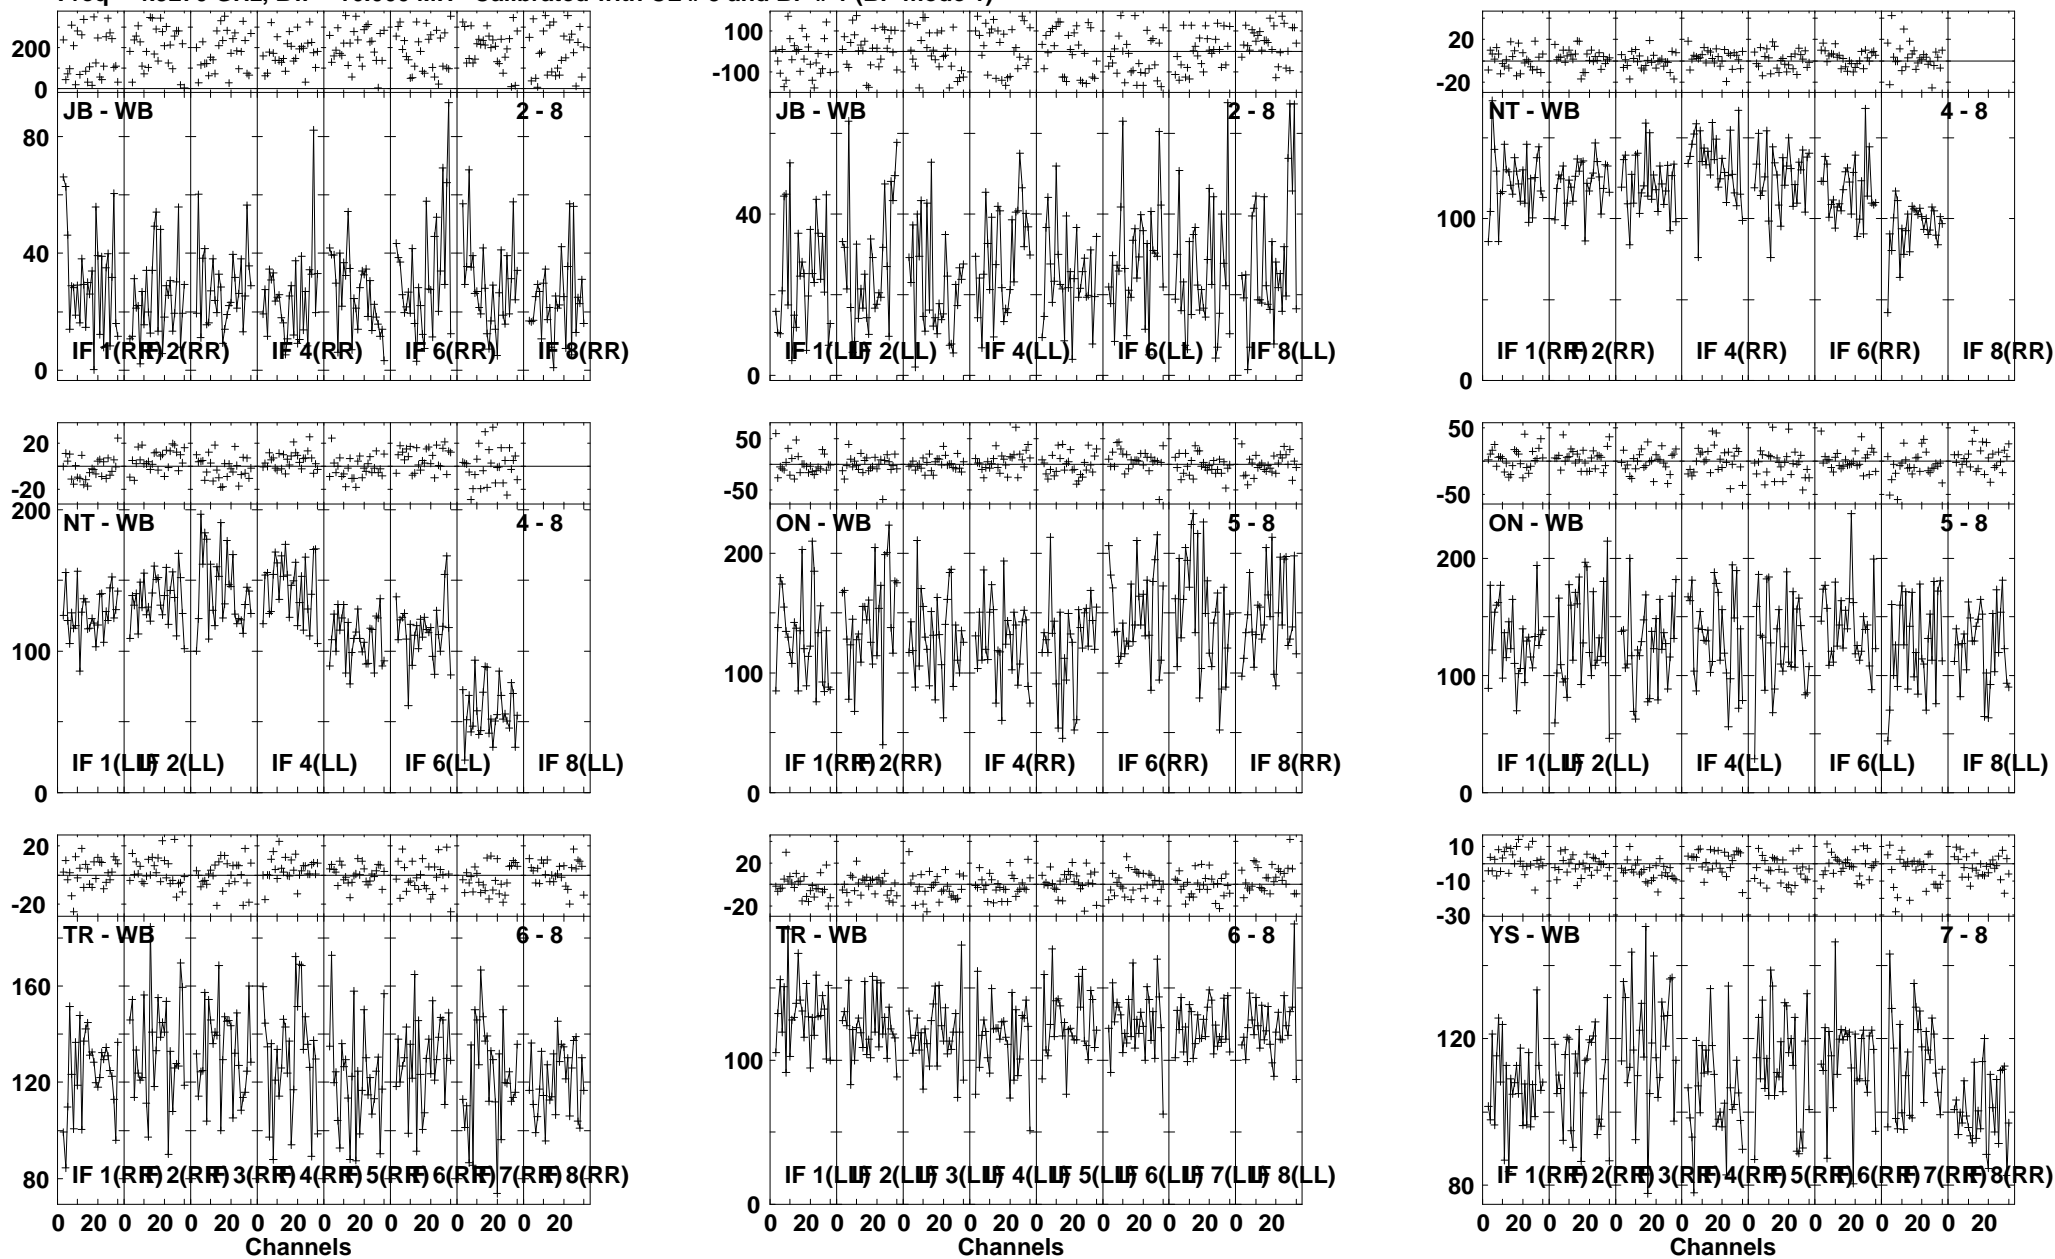 200
0
JB - WB 2 - 8
80
40
0
IF 1(RR) IF 2(RR) IF 4(RR) IF 6(RR) IF 8(RR)
100
-100
JB - WB 2 - 8
40
0
IF 1(LL) IF 2(LL) IF 4(LL) IF 6(LL) IF 8(LL)
20
-20
NT - WB 4 - 8
100
0
IF 1(RR) IF 2(RR) IF 4(RR) IF 6(RR) IF 8(RR)
20
-20
200
NT - WB 4 - 8
100
0
IF 1(LL) IF 2(LL) IF 4(LL) IF 6(LL) IF 8(LL)
50
-50
ON - WB 5 - 8
200
100
0
IF 1(RR) IF 2(RR) IF 4(RR) IF 6(RR) IF 8(RR)
50
-50
ON - WB 5 - 8
200
100
0
IF 1(LL) IF 2(LL) IF 4(LL) IF 6(LL) IF 8(LL)
20
-20
TR - WB 6 - 8
160
120
80
IF 1(RR) IF 2(RR) IF 3(RR) IF 4(RR) IF 5(RR) IF 6(RR) IF 7(RR) IF 8(RR)
0 20 0 20 0 20 0 20 0 20 0 20 0 20 0 20
Channels
20
-20
TR - WB 6 - 8
100
0
IF 1(LL) IF 2(LL) IF 3(LL) IF 4(LL) IF 5(LL) IF 6(LL) IF 7(LL) IF 8(LL)
0 20 0 20 0 20 0 20 0 20 0 20 0 20 0 20
Channels
10
-10
-30
YS - WB 7 - 8
120
80
IF 1(RR) IF 2(RR) IF 3(RR) IF 4(RR) IF 5(RR) IF 6(RR) IF 7(RR) IF 8(RR)
0 20 0 20 0 20 0 20 0 20 0 20 0 20 0 20
Channels